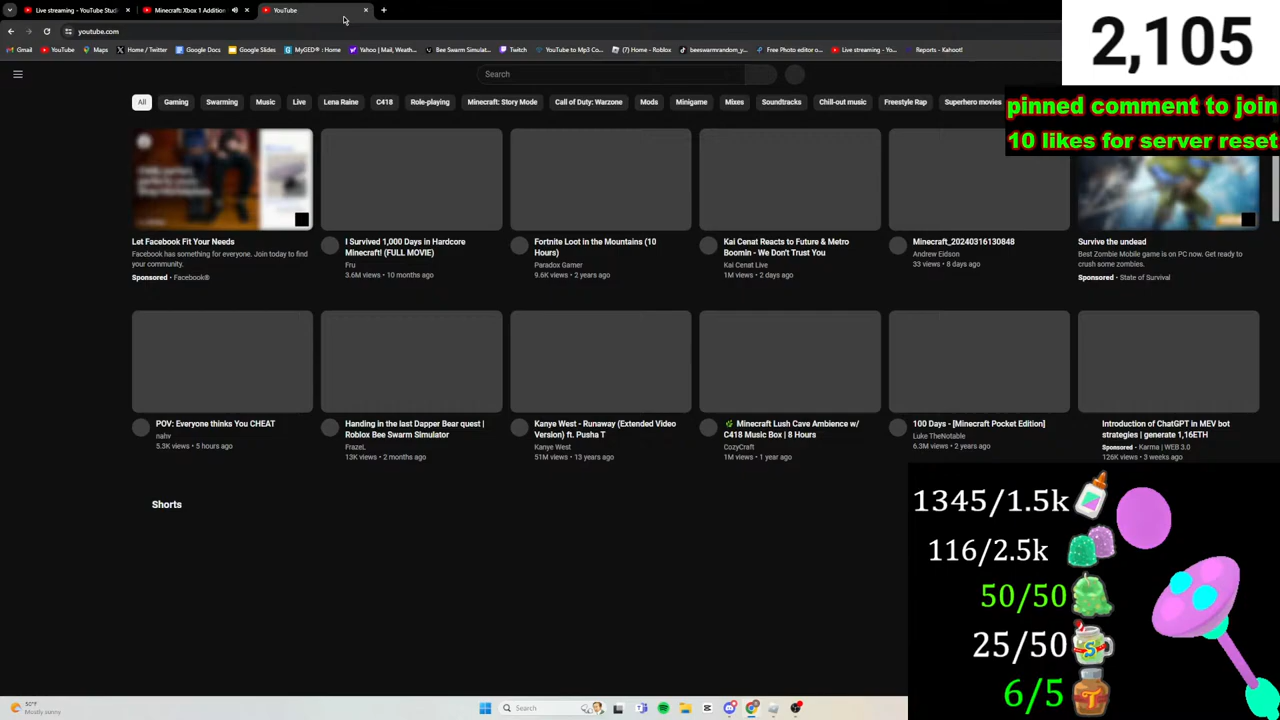 Live streaming - YouTube Stud
Minecraft: Xbox 1 Addition
YouTube
youtube.com
Gmail
YouTube
Maps
Home / Twitter
Google Docs
Google Slides
MyGED® : Home
Yahoo | Mail, Weath...
Bee Swarm Simulat...
Twitch
YouTube to Mp3 Co...
(7) Home - Roblox
beeswarmrandom_y...
Free Photo editor o...
Live streaming - Yo...
Reports - Kahoot!
2,105
pinned comment to join
10 likes for server reset
Search
All
Gaming
Swarming
Music
Live
Lena Raine
C418
Role-playing
Minecraft: Story Mode
Call of Duty: Warzone
Mods
Minigame
Mixes
Soundtracks
Chill-out music
Freestyle Rap
Superhero movies
Let Facebook Fit Your Needs
Facebook has something for everyone. Join today to find
your community.
Sponsored • Facebook®
I Survived 1,000 Days in Hardcore
Minecraft! (FULL MOVIE)
Fru
3.6M views • 10 months ago
Fortnite Loot in the Mountains (10
Hours)
Paradox Gamer
9.6K views • 2 years ago
Kai Cenat Reacts to Future & Metro
Boomin - We Don't Trust You
Kai Cenat Live
1M views • 2 days ago
Minecraft_20240316130848
Andrew Eidson
33 views • 8 days ago
Survive the undead
Best Zombie Mobile game is on PC now. Get ready to
crush some zombies.
Sponsored • State of Survival
POV: Everyone thinks You CHEAT
nahv
5.3K views • 5 hours ago
Handing in the last Dapper Bear quest |
Roblox Bee Swarm Simulator
FrazeL
13K views • 2 months ago
Kanye West - Runaway (Extended Video
Version) ft. Pusha T
Kanye West
51M views • 13 years ago
🌿 Minecraft Lush Cave Ambience w/
C418 Music Box | 8 Hours
CozyCraft
1M views • 1 year ago
100 Days - [Minecraft Pocket Edition]
Luke TheNotable
6.3M views • 2 years ago
Introduction of ChatGPT in MEV bot
strategies | generate 1,16ETH
Sponsored • Karma | WEB 3.0
126K views • 3 weeks ago
Shorts
1345/1.5k
116/2.5k
50/50
25/50
S
6/5
T
50°F
Mostly sunny
Search